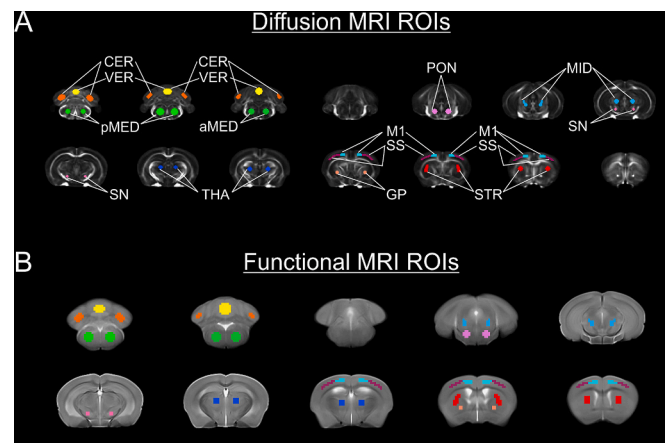 A
Diffusion MRI ROIs
CER CER
VER VER
pMED aMED
PON
MID
SN
M1 M1
SS SS
SN
THA
GP
STR
B
Functional MRI ROIs